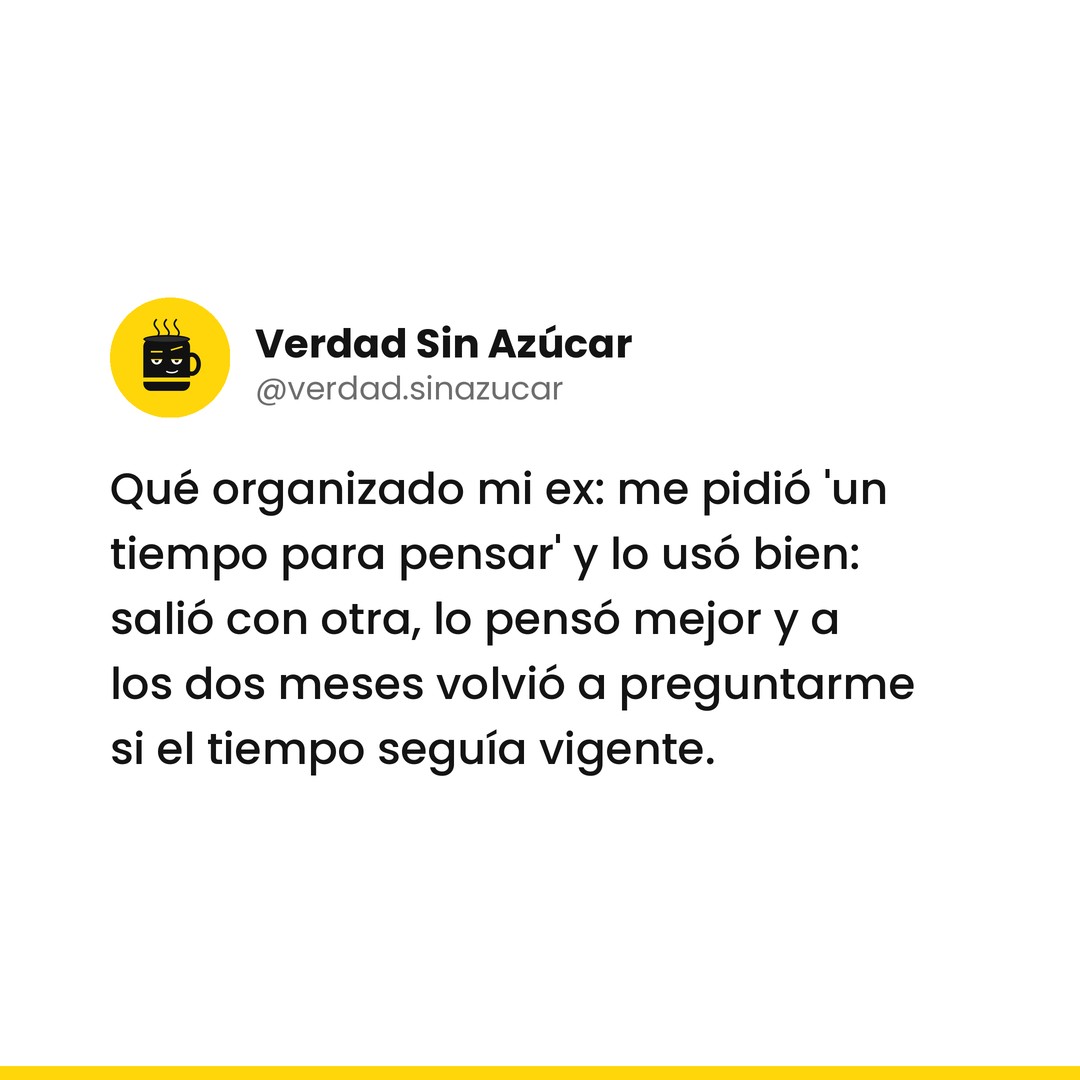 Verdad Sin Azúcar
@verdad.sinazucar
Qué organizado mi ex: me pidió 'un
tiempo para pensar' y lo usó bien:
salió con otra, lo pensó mejor y a
los dos meses volvió a preguntarme
si el tiempo seguía vigente.